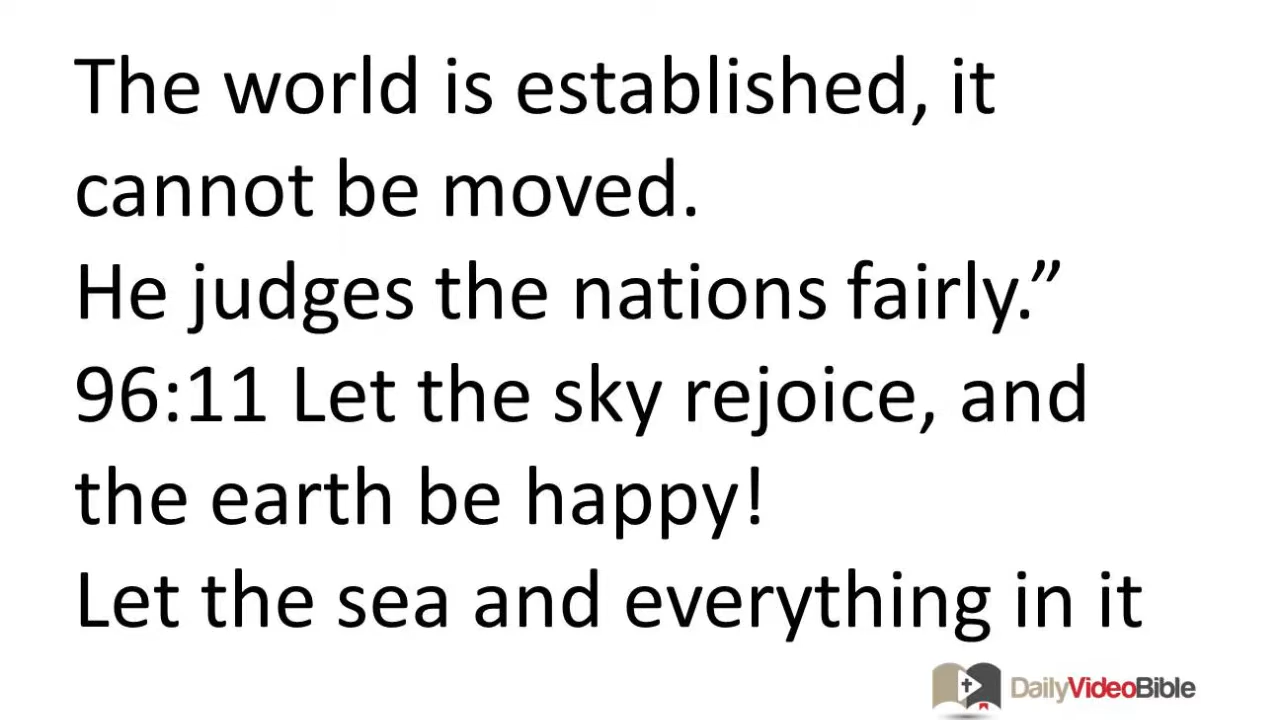 The world is established, it
cannot be moved.
He judges the nations fairly.”
96:11 Let the sky rejoice, and
the earth be happy!
Let the sea and everything in it
DailyVideoBible